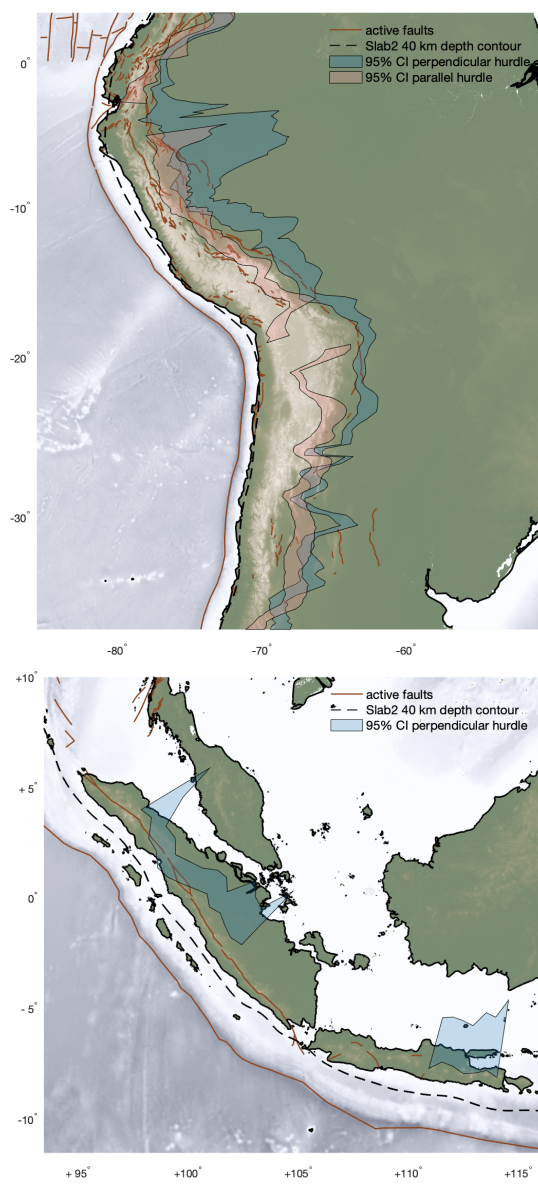 active faults
Slab2 40 km depth contour
95% CI perpendicular hurdle
95% CI parallel hurdle
0°
-10°
-20°
-30°
-80°
-70°
-60°
+10°
active faults
Slab2 40 km depth contour
95% CI perpendicular hurdle
+ 5°
0°
- 5°
-10°
+ 95°
+100°
+105°
+110°
+115°